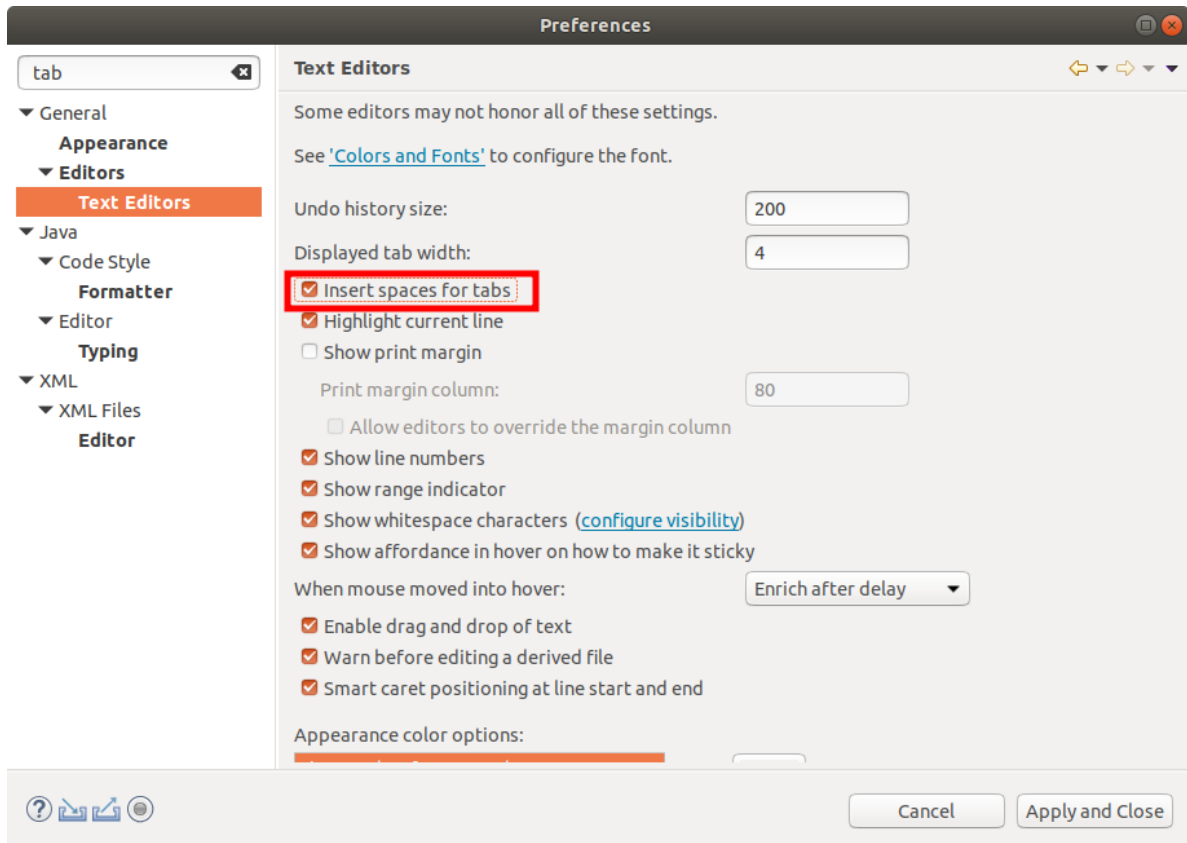 Preferences
tab
General
Appearance
Editors
Text Editors
Java
Code Style
Formatter
Editor
Typing
XML
XML Files
Editor
Text Editors
Some editors may not honor all of these settings.
See 'Colors and Fonts' to configure the font.
Undo history size: 200
Displayed tab width: 4
Insert spaces for tabs
Highlight current line
Show print margin
Print margin column: 80
Allow editors to override the margin column
Show line numbers
Show range indicator
Show whitespace characters (configure visibility)
Show affordance in hover on how to make it sticky
When mouse moved into hover: Enrich after delay
Enable drag and drop of text
Warn before editing a derived file
Smart caret positioning at line start and end
Appearance color options:
?
Cancel
Apply and Close